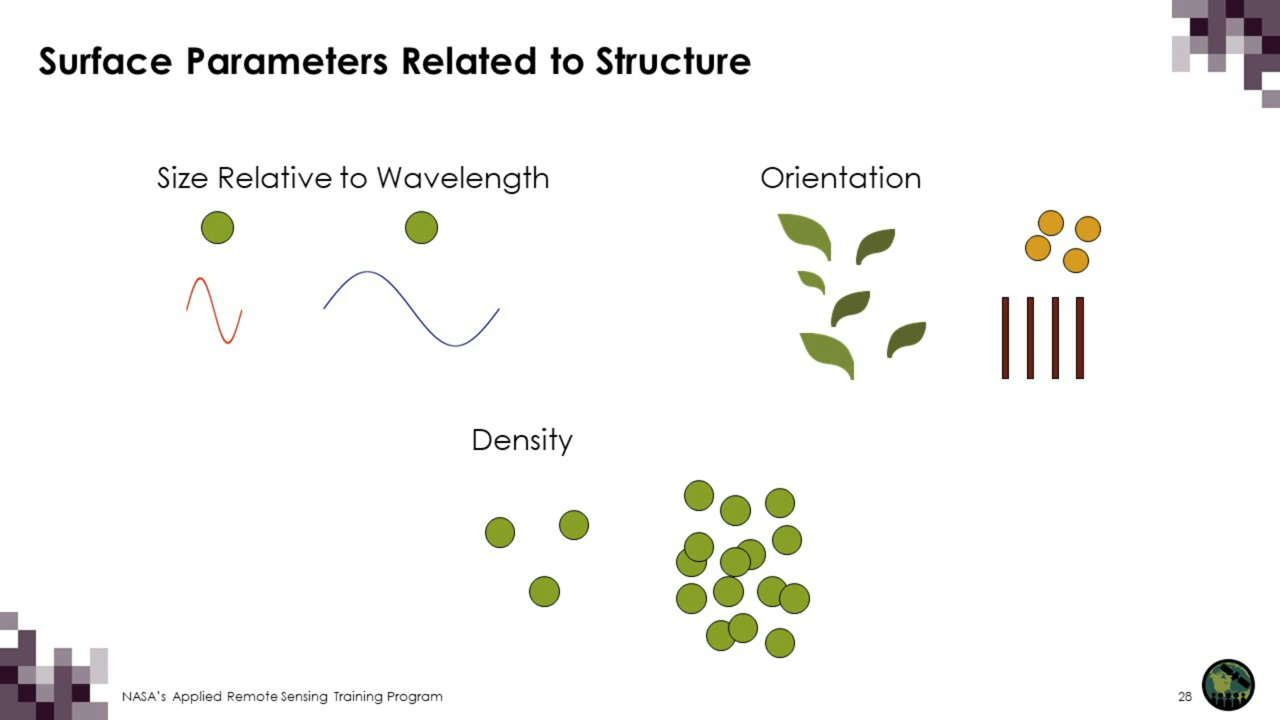 Surface Parameters Related to Structure
Size Relative to Wavelength
Orientation
Density
NASA's Applied Remote Sensing Training Program
28